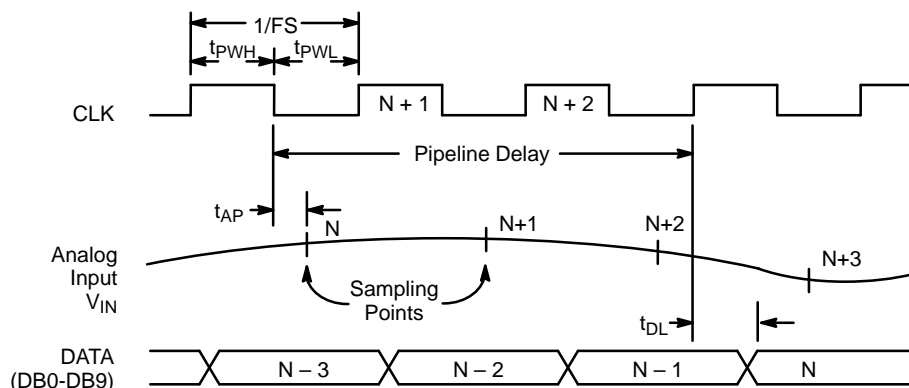 1/FS
tPWH tPWL
CLK
N + 1
N + 2
Pipeline Delay
tAP
N
N+1
N+2
N+3
Analog
Input
VIN
Sampling
Points
tDL
DATA
(DB0-DB9)
N – 3
N – 2
N – 1
N